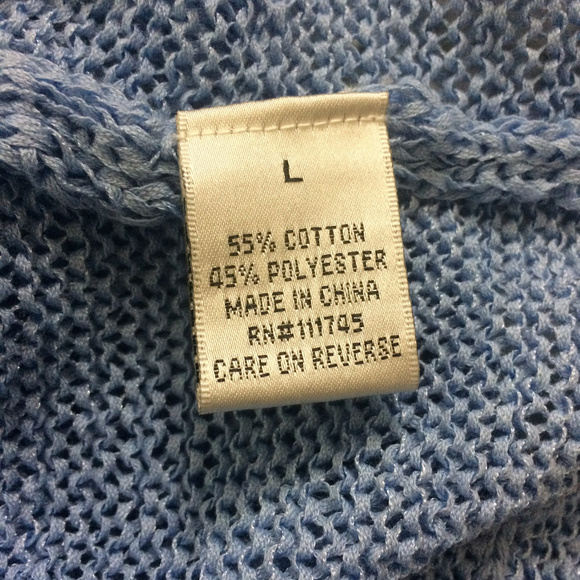 L
55% COTTON
45% POLYESTER
MADE IN CHINA
RN#111745
CARE ON REVERSE